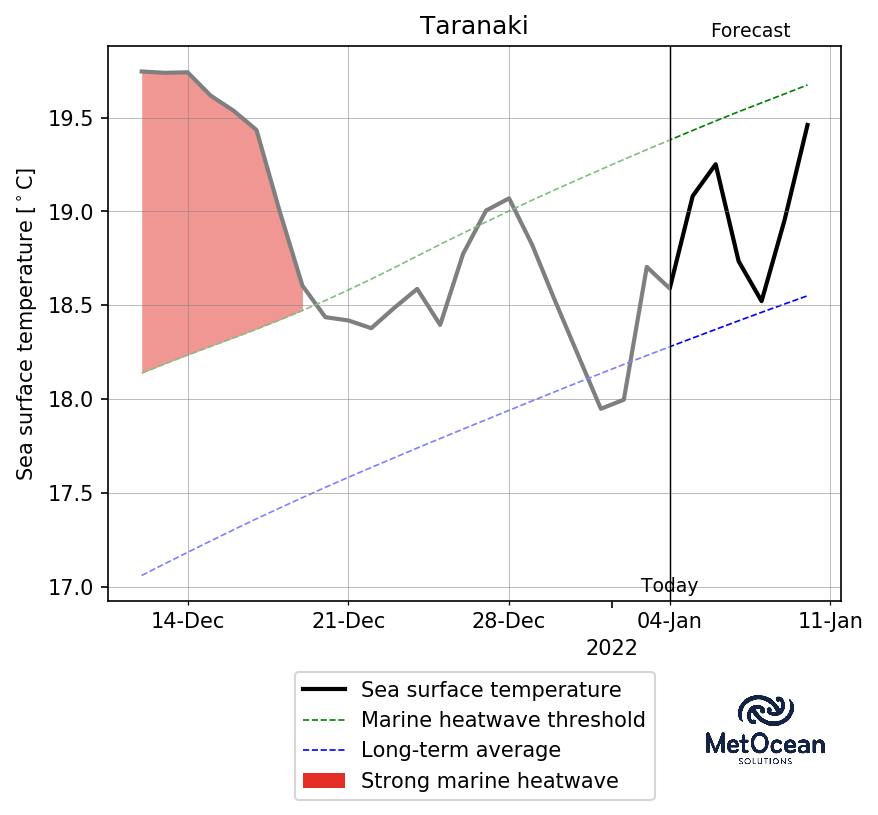 Taranaki
Forecast
Sea surface temperature [°C]
19.5
19.0
18.5
18.0
17.5
17.0
Today
14-Dec
21-Dec
28-Dec
04-Jan
11-Jan
2022
Sea surface temperature
Marine heatwave threshold
Long-term average
Strong marine heatwave
MetOcean
SOLUTIONS